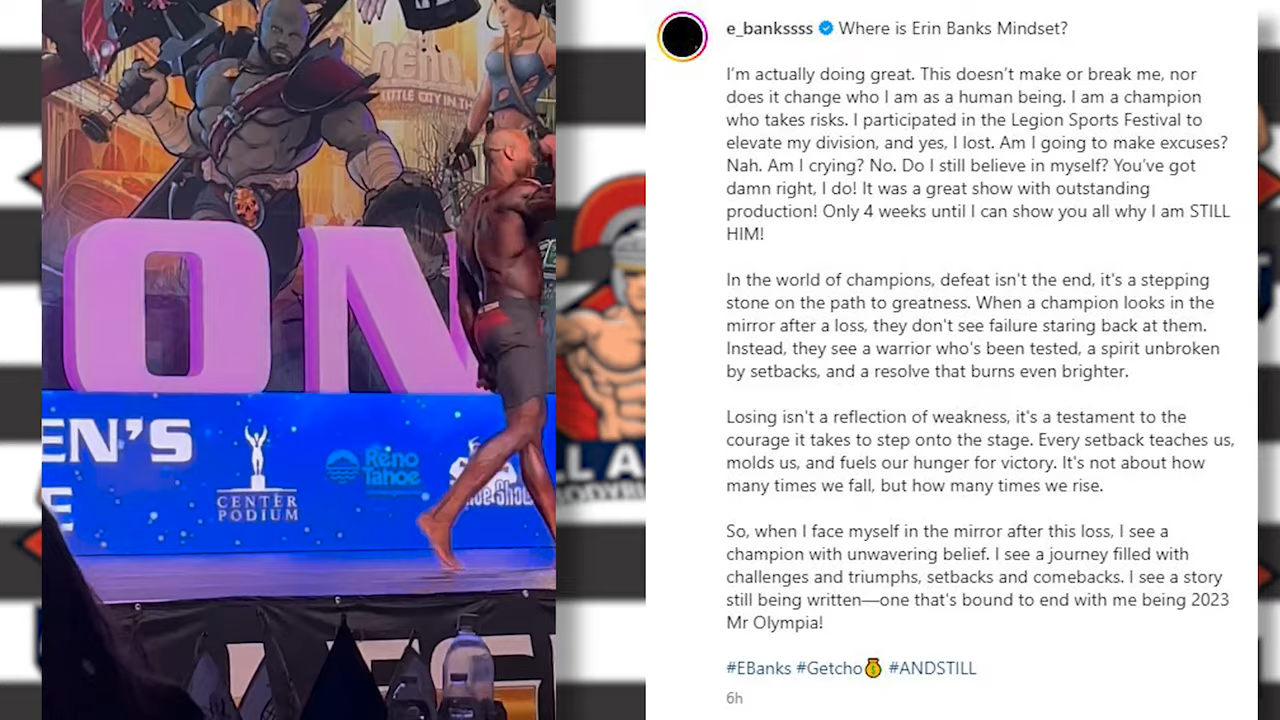 RENO
LITTLE CITY IN TH
ON
EN'S
E
CENTER
PODIUM
Reno
Tahoe
e_bankssss Where is Erin Banks Mindset?
I'm actually doing great. This doesn't make or break me, nor
does it change who I am as a human being. I am a champion
who takes risks. I participated in the Legion Sports Festival to
elevate my division, and yes, I lost. Am I going to make excuses?
Nah. Am I crying? No. Do I still believe in myself? You've got
damn right, I do! It was a great show with outstanding
production! Only 4 weeks until I can show you all why I am STILL
HIM!
In the world of champions, defeat isn't the end, it's a stepping
stone on the path to greatness. When a champion looks in the
mirror after a loss, they don't see failure staring back at them.
Instead, they see a warrior who's been tested, a spirit unbroken
by setbacks, and a resolve that burns even brighter.
Losing isn't a reflection of weakness, it's a testament to the
courage it takes to step onto the stage. Every setback teaches us,
molds us, and fuels our hunger for victory. It's not about how
many times we fall, but how many times we rise.
So, when I face myself in the mirror after this loss, I see a
champion with unwavering belief. I see a journey filled with
challenges and triumphs, setbacks and comebacks. I see a story
still being written—one that's bound to end with me being 2023
Mr Olympia!
#EBanks #Getcho💰 #ANDSTILL
6h